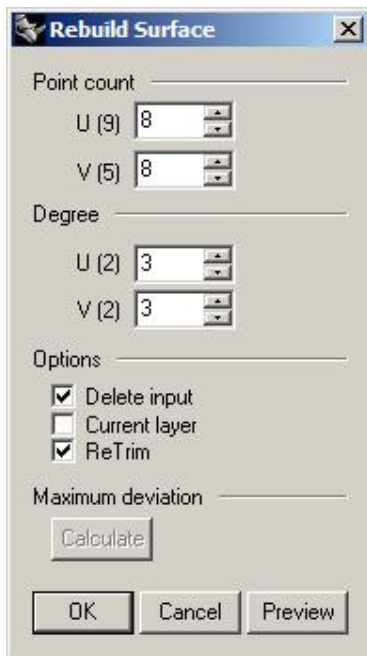 Rebuild Surface
Point count
U (9) 8
V (5) 8
Degree
U (2) 3
V (2) 3
Options
Delete input
Current layer
ReTrim
Maximum deviation
Calculate
OK Cancel Preview